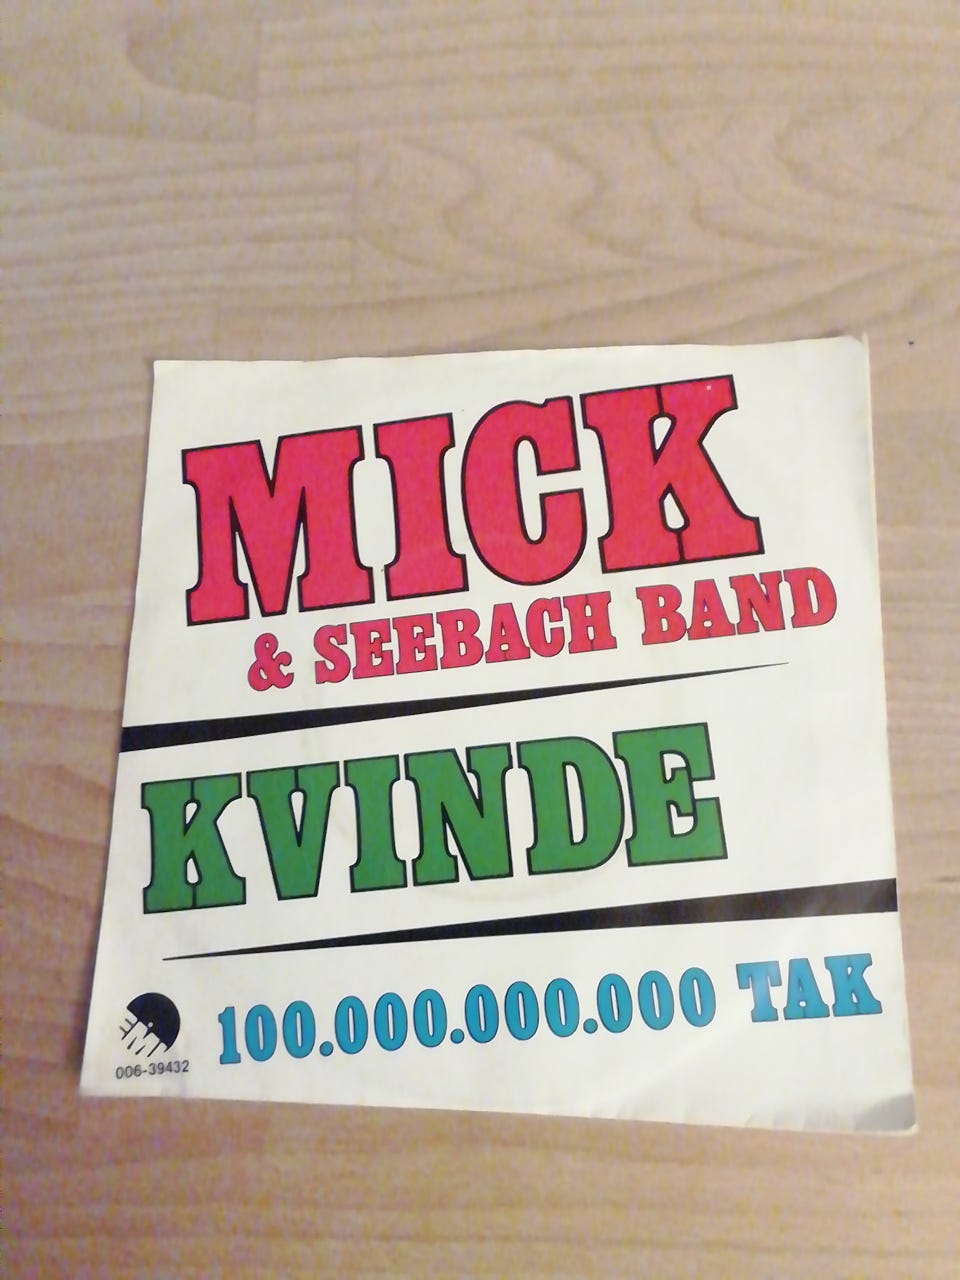 MICK
& SEEBACH BAND
KVINDE
100.000.000.000 TAK
006-39432